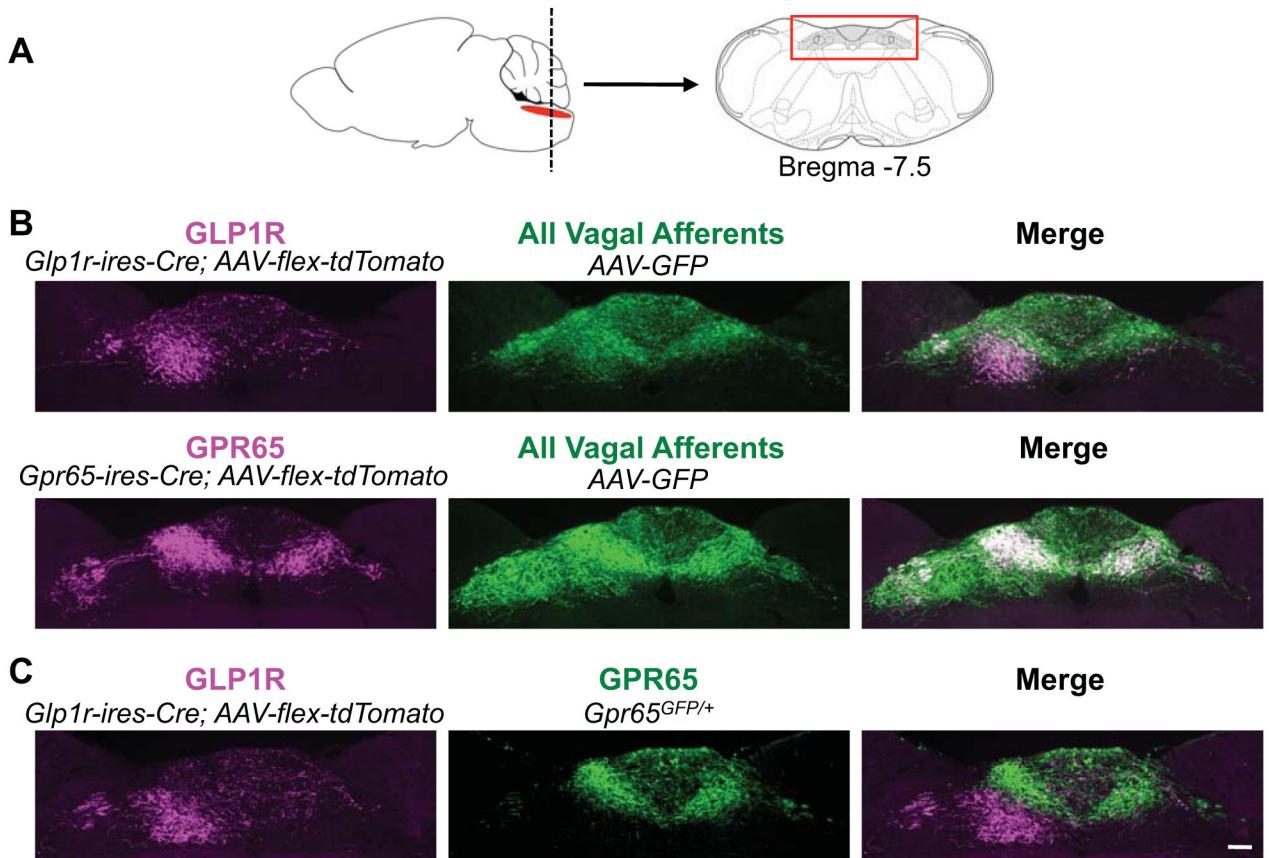 A
Bregma -7.5
B
GLP1R
Glp1r-ires-Cre; AAV-flex-tdTomato
All Vagal Afferents
AAV-GFP
Merge
GPR65
Gpr65-ires-Cre; AAV-flex-tdTomato
All Vagal Afferents
AAV-GFP
Merge
C
GLP1R
Glp1r-ires-Cre; AAV-flex-tdTomato
GPR65
Gpr65GFP/+
Merge